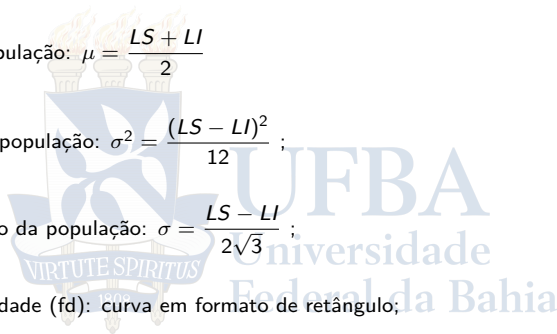 pulação: μ = (LS + LI) / 2
população: σ² = (LS − LI)² / 12 ;
o da população: σ = (LS − LI) / (2√3) ;
dade (fd): curva em formato de retângulo;
UFBA
Universidade
Federal da Bahia
VIRTUTE SPIRITUS
1808